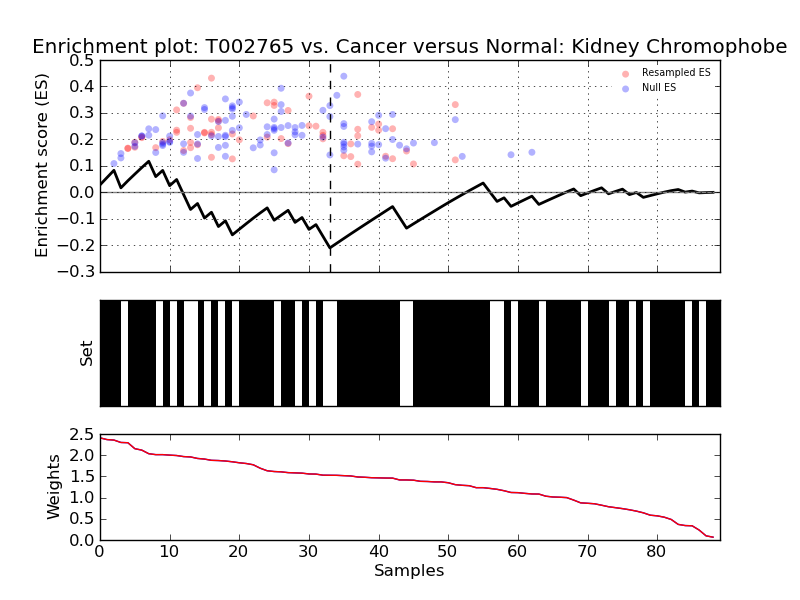 Enrichment plot: T002765 vs. Cancer versus Normal: Kidney Chromophobe
Enrichment score (ES)
0.5
0.4
0.3
0.2
0.1
0.0
−0.1
−0.2
−0.3
Resampled ES
Null ES
Set
Weights
2.5
2.0
1.5
1.0
0.5
0.0
0 10 20 30 40 50 60 70 80
Samples